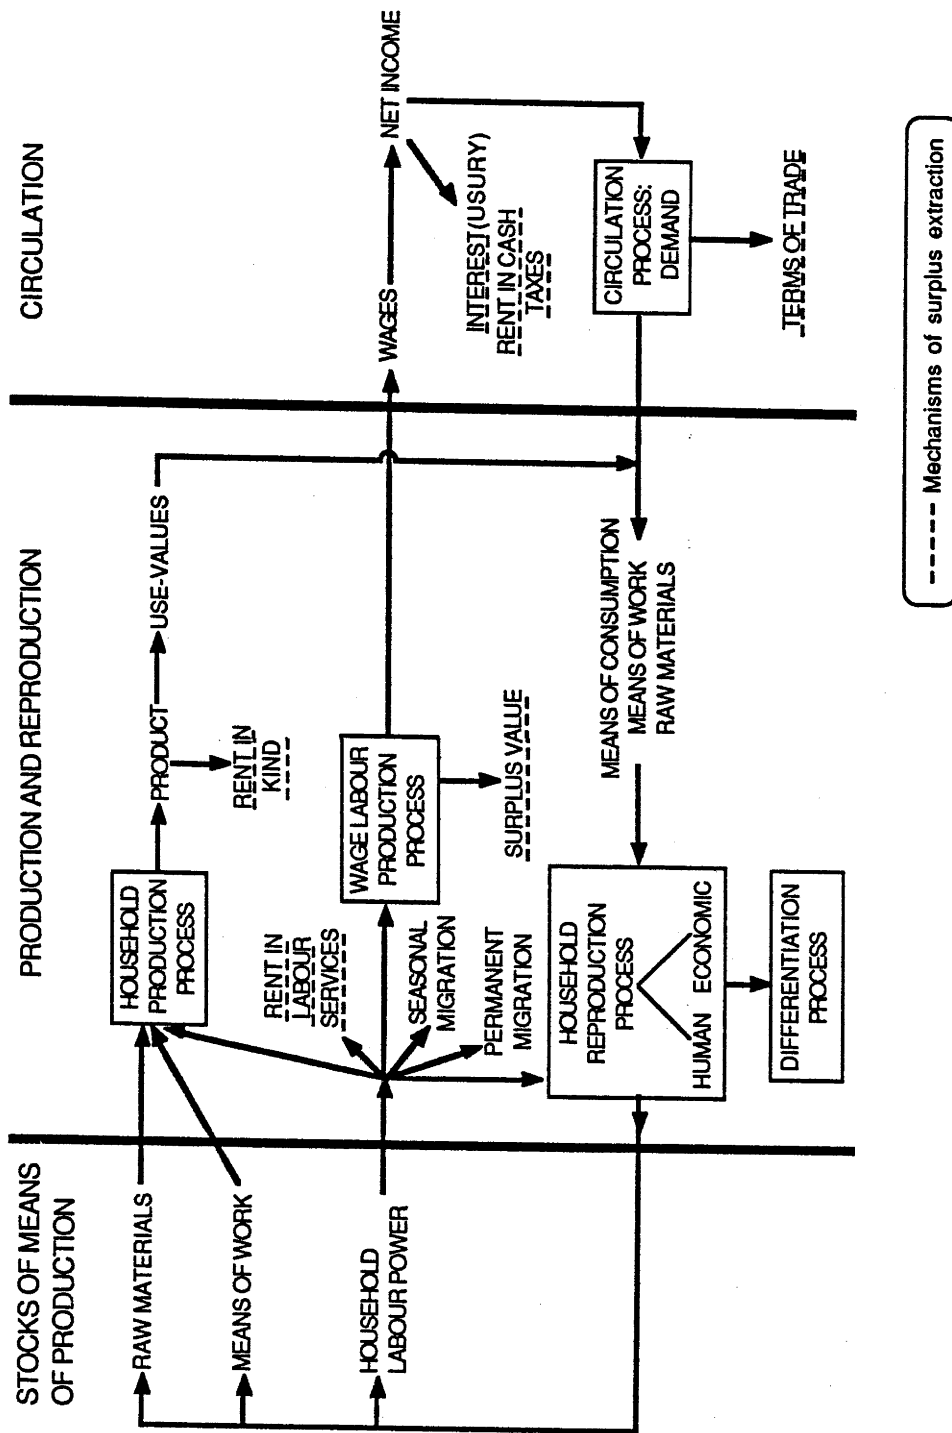 STOCKS OF MEANS
OF PRODUCTION
PRODUCTION AND REPRODUCTION
CIRCULATION
RAW MATERIALS
MEANS OF WORK
HOUSEHOLD
LABOUR POWER
HOUSEHOLD
PRODUCTION
PROCESS
PRODUCT
USE-VALUES
RENT IN
KIND
RENT IN
LABOUR
SERVICES
SEASONAL
MIGRATION
PERMANENT
MIGRATION
WAGE LABOUR
PRODUCTION
PROCESS
SURPLUS VALUE
WAGES
NET INCOME
INTEREST (USURY)
RENT IN CASH
TAXES
CIRCULATION
PROCESS:
DEMAND
TERMS OF TRADE
MEANS OF CONSUMPTION
MEANS OF WORK
RAW MATERIALS
HOUSEHOLD
REPRODUCTION
PROCESS
HUMAN ECONOMIC
DIFFERENTIATION
PROCESS
----- Mechanisms of surplus extraction